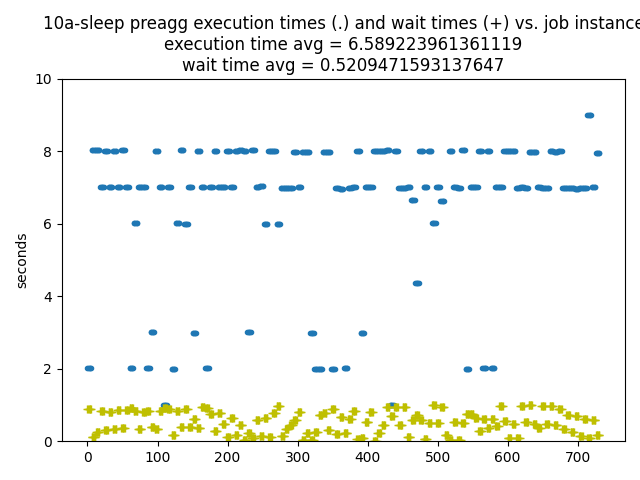 10a-sleep preagg execution times (.) and wait times (+) vs. job instance
execution time avg = 6.589223961361119
wait time avg = 0.5209471593137647
10
8
6
4
2
0
seconds
0 100 200 300 400 500 600 700